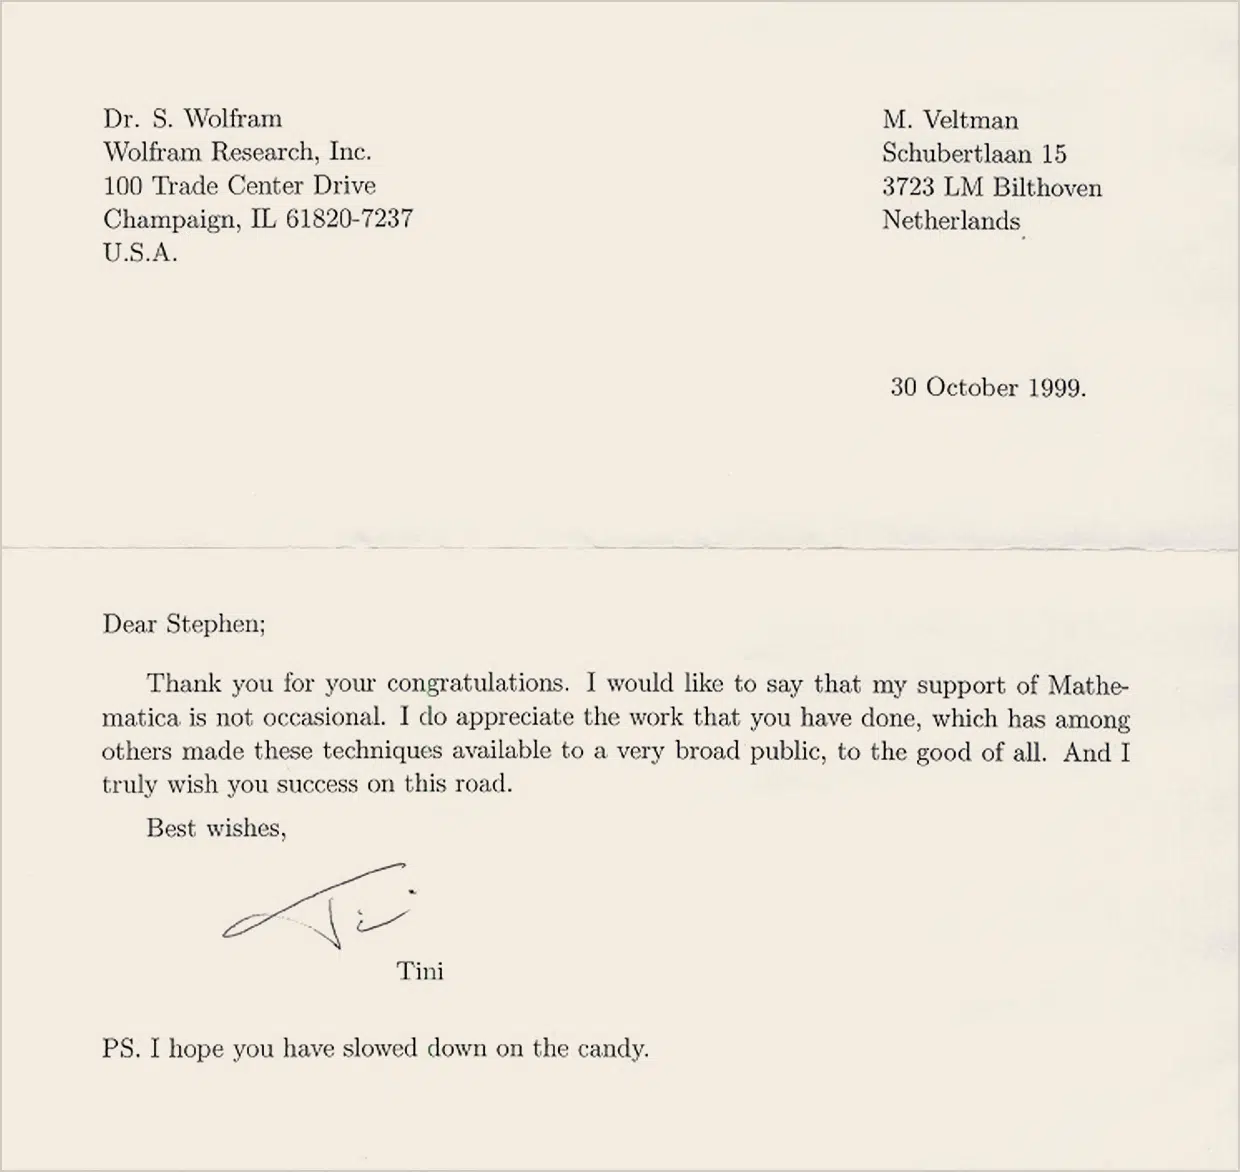 Dr. S. Wolfram
Wolfram Research, Inc.
100 Trade Center Drive
Champaign, IL 61820-7237
U.S.A.
M. Veltman
Schubertlaan 15
3723 LM Bilthoven
Netherlands
30 October 1999.
Dear Stephen;
Thank you for your congratulations. I would like to say that my support of Mathe-
matica is not occasional. I do appreciate the work that you have done, which has among
others made these techniques available to a very broad public, to the good of all. And I
truly wish you success on this road.
Best wishes,
Tini
Tini
PS. I hope you have slowed down on the candy.